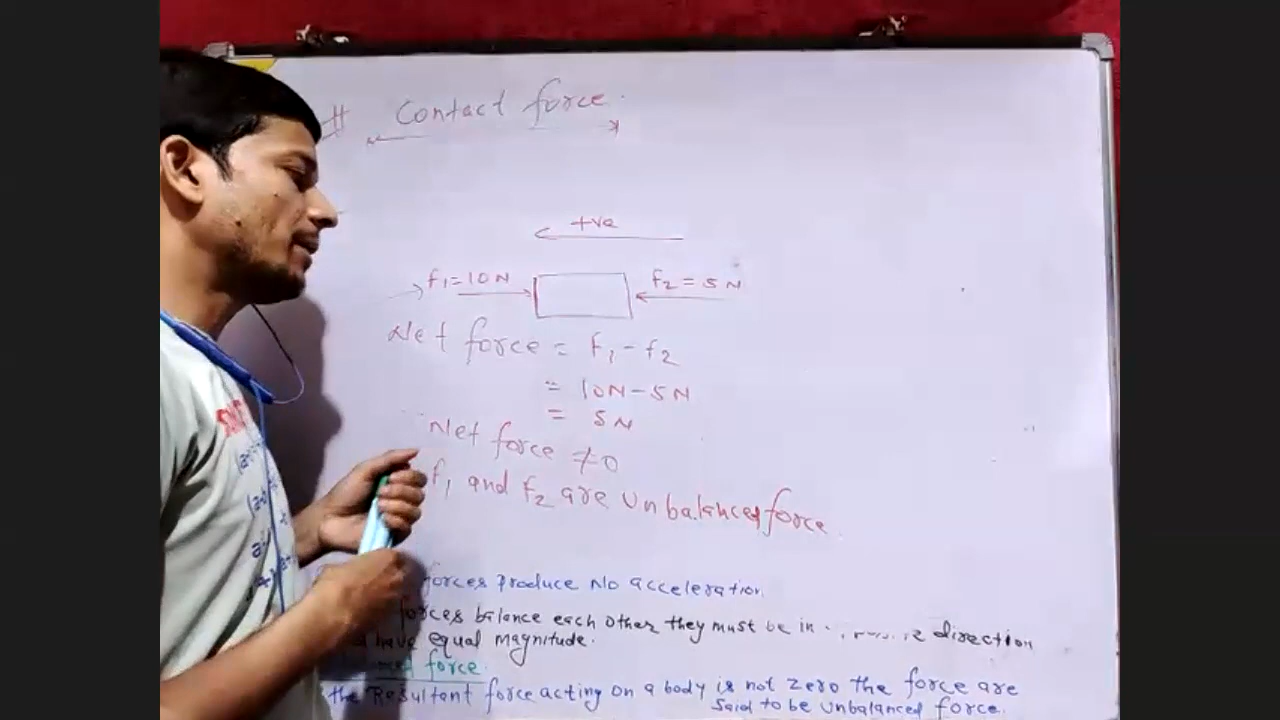 # Contact force
+ve
f1=10N f2 = 5N
Net force = f1 - f2
= 10N - 5N
= 5N
Net force ≠ 0
f1 and f2 are unbalanced force
forces produce No acceleration.
forces balance each other they must be in direction
have equal magnitude.
force
the Resultant force acting on a body is not zero the force are
said to be unbalanced force.